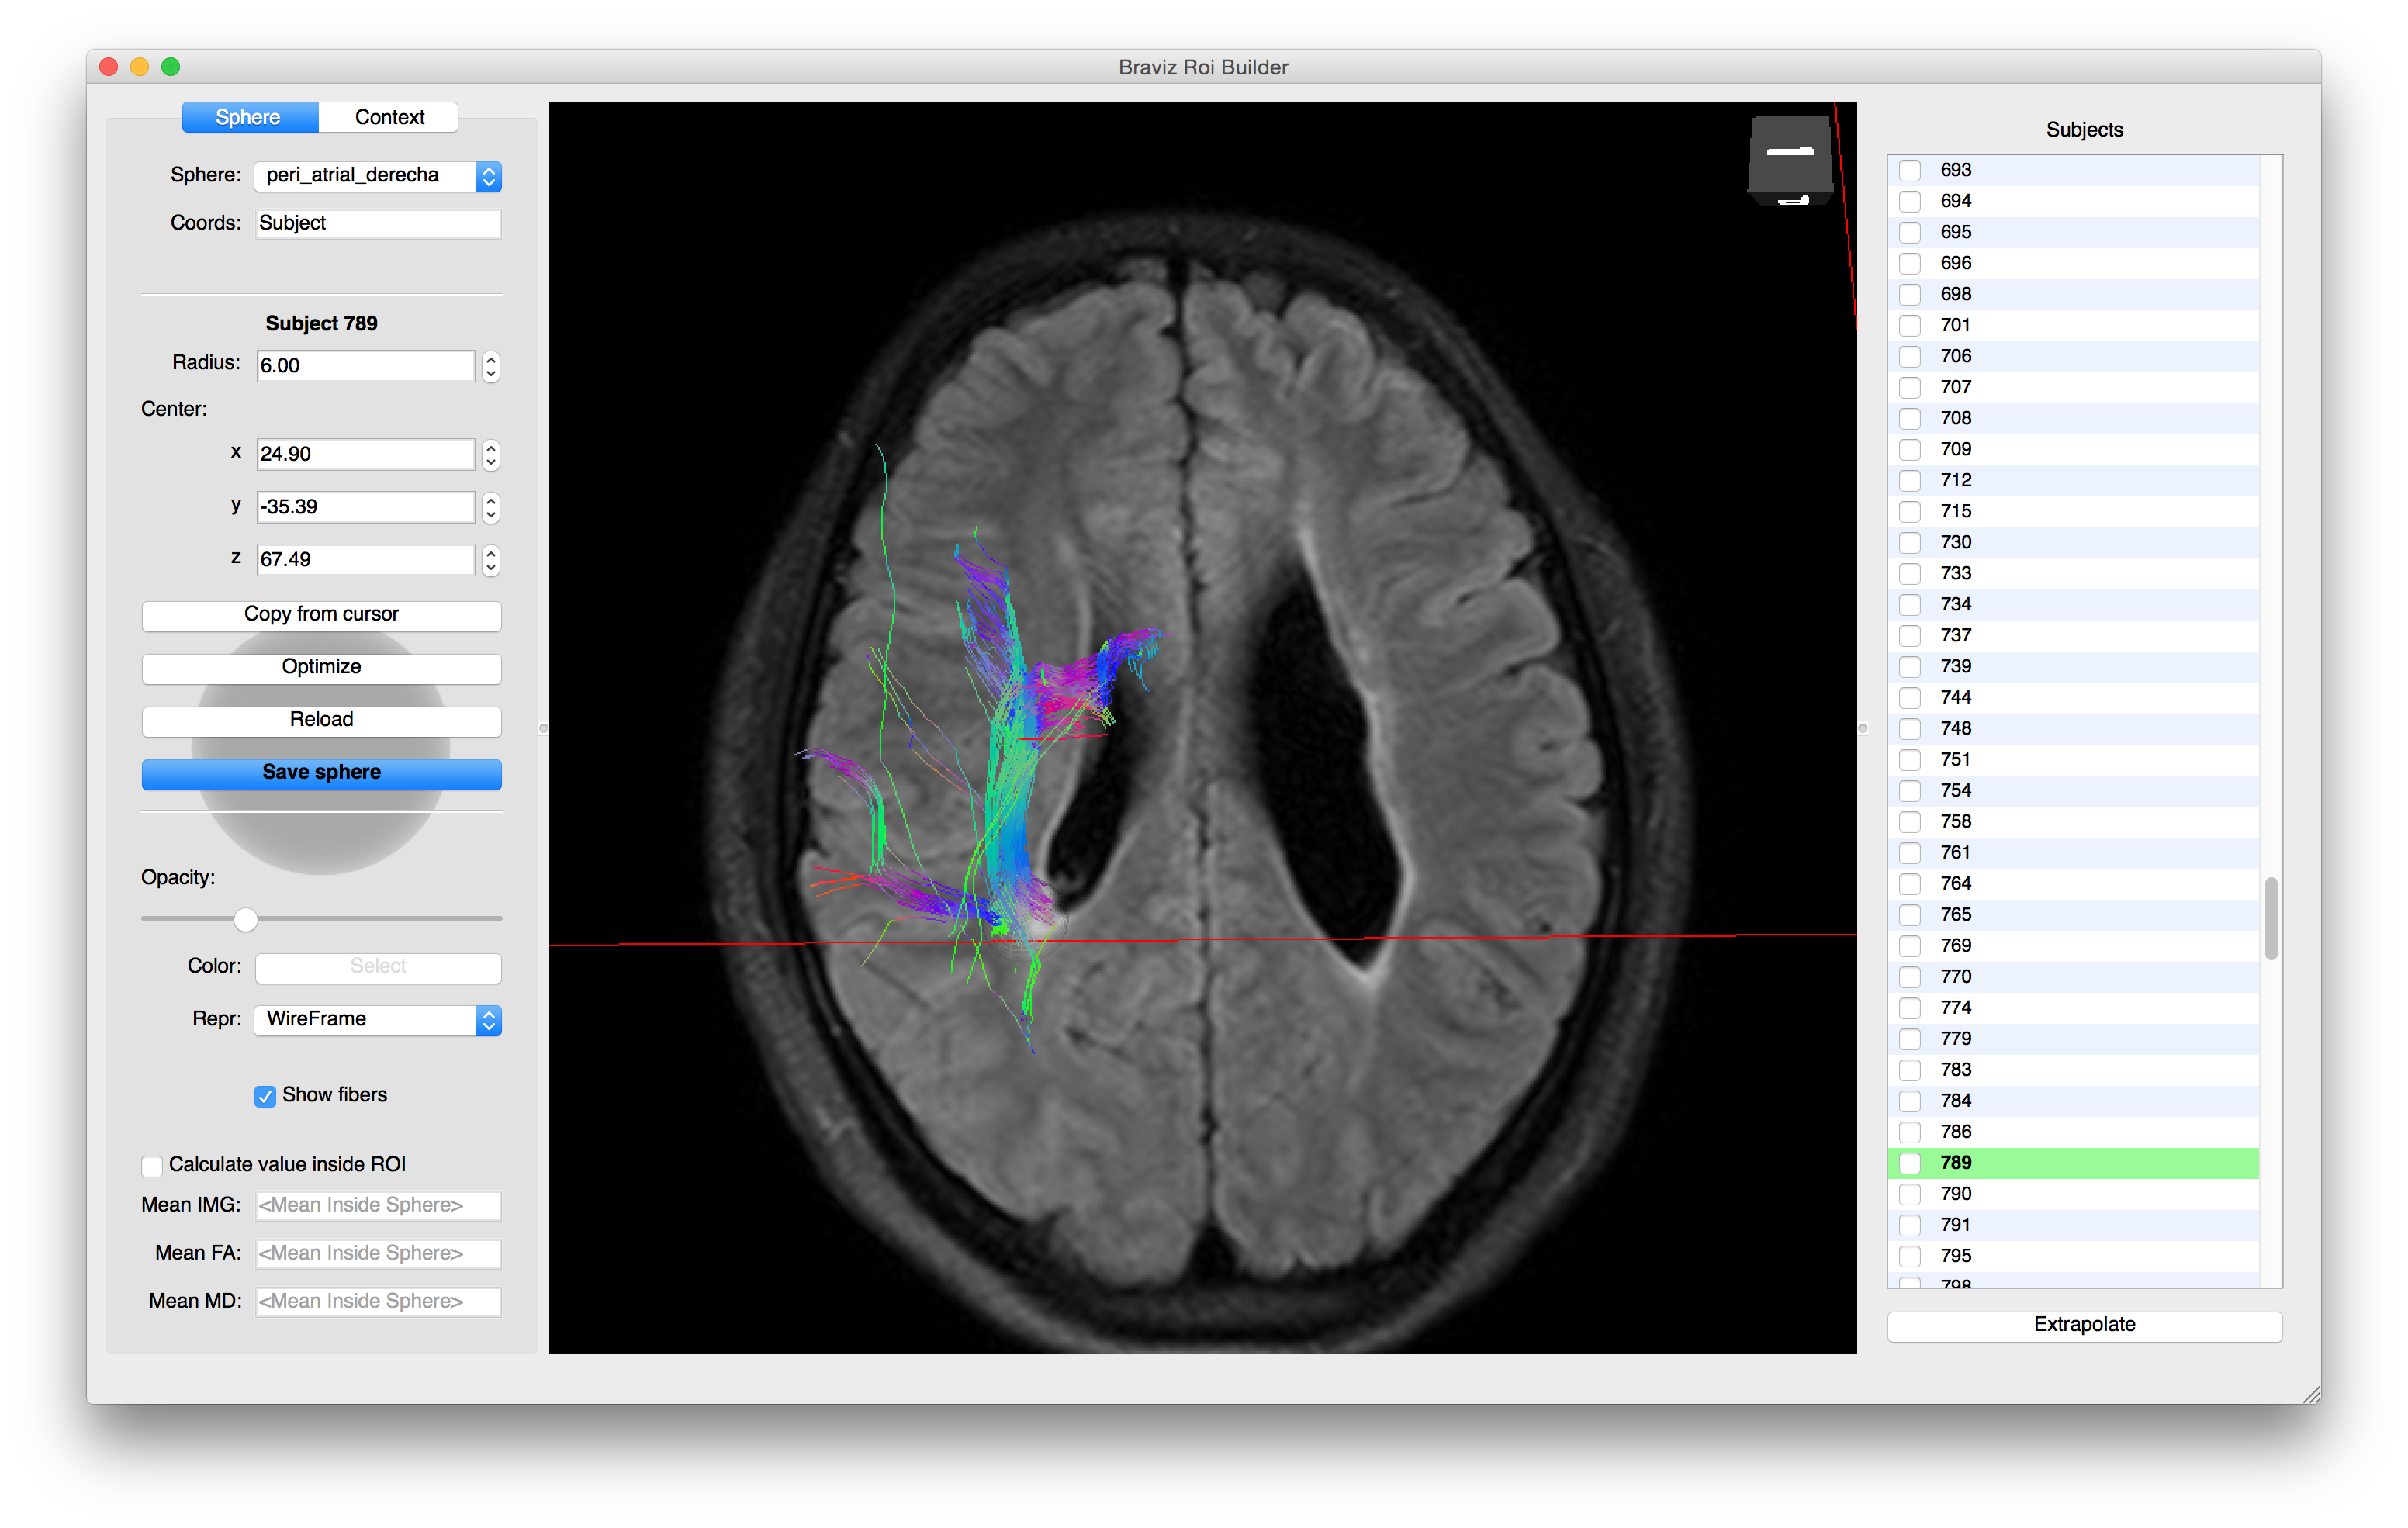 Braviz Roi Builder
Sphere Context
Sphere: peri_atrial_derecha
Coords: Subject
Subject 789
Radius: 6.00
Center:
x 24.90
y -35.39
z 67.49
Copy from cursor
Optimize
Reload
Save sphere
Opacity:
Color: Select
Repr: WireFrame
Show fibers
Calculate value inside ROI
Mean IMG: <Mean Inside Sphere>
Mean FA: <Mean Inside Sphere>
Mean MD: <Mean Inside Sphere>
Subjects
693
694
695
696
698
701
706
707
708
709
712
715
730
733
734
737
739
744
748
751
754
758
761
764
765
769
770
774
779
783
784
786
789
790
791
795
798
Extrapolate